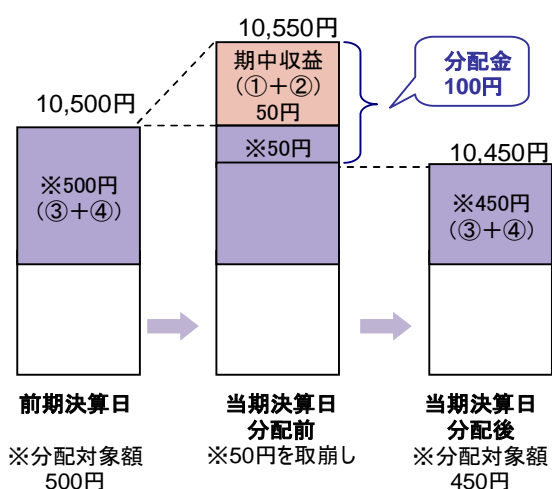 10,500円
※500円
(③+④)
前期決算日
※分配対象額
500円
10,550円
期中収益
(①+②)
50円
※50円
分配金
100円
当期決算日
分配前
※50円を取崩し
10,450円
※450円
(③+④)
当期決算日
分配後
※分配対象額
450円